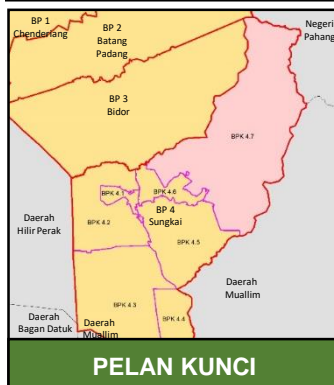 BP 1
Chenderiang
BP 2
Batang
Padang
Negeri
Pahang
BP 3
Bidor
BPK 4.7
BPK 4.1
BPK 4.6
Daerah
Hilir Perak
BPK 4.2
BP 4
Sungkai
BPK 4.5
Daerah
Muallim
BPK 4.3
Daerah
Bagan Datuk
Daerah
Muallim
BPK 4.4
PELAN KUNCI